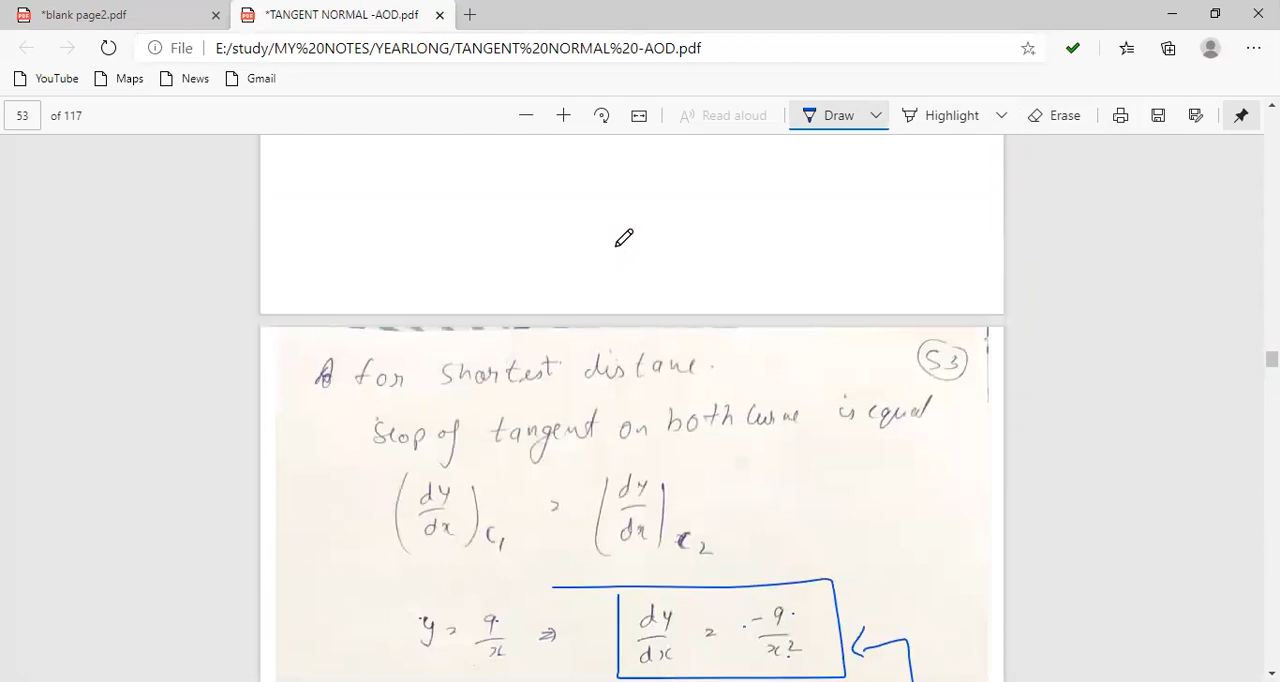 *blank page2.pdf
*TANGENT NORMAL -AOD.pdf
File E:/study/MY%20NOTES/YEARLONG/TANGENT%20NORMAL%20-AOD.pdf
YouTube Maps News Gmail
53 of 117 Read aloud Draw Highlight Erase
for shortest distane. 53
slop of tangent on both curve is equal
(dy/dx)C1 = (dy/dx)C2
y = 9/x ⇒ dy/dx = -9/x2